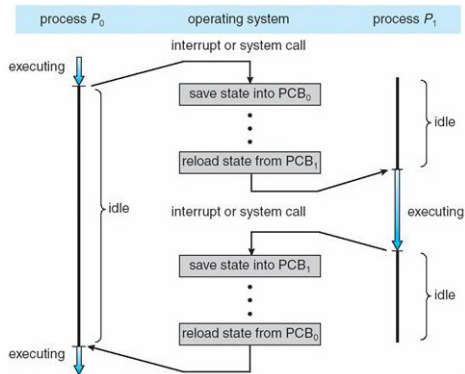 process P0 operating system process P1
interrupt or system call
executing
save state into PCB0
idle
reload state from PCB1
idle
interrupt or system call
executing
save state into PCB1
idle
reload state from PCB0
executing